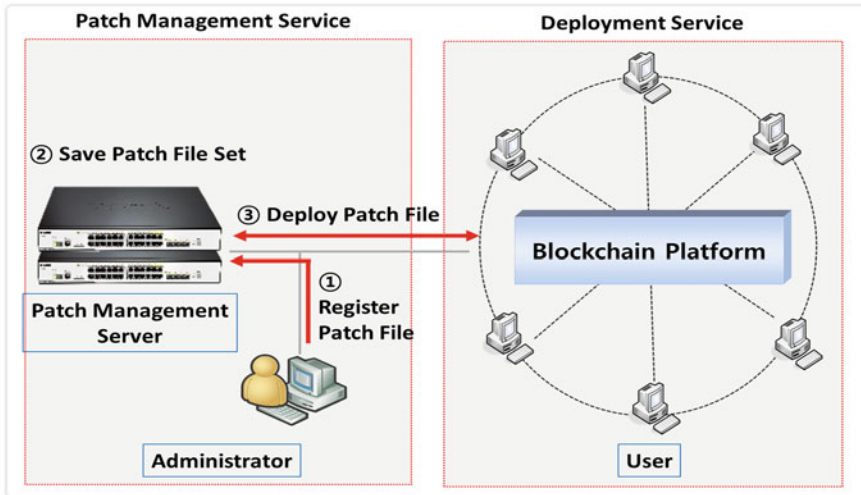 Patch Management Service
Deployment Service
② Save Patch File Set
③ Deploy Patch File
Blockchain Platform
①
Register
Patch File
Patch Management
Server
Administrator
User